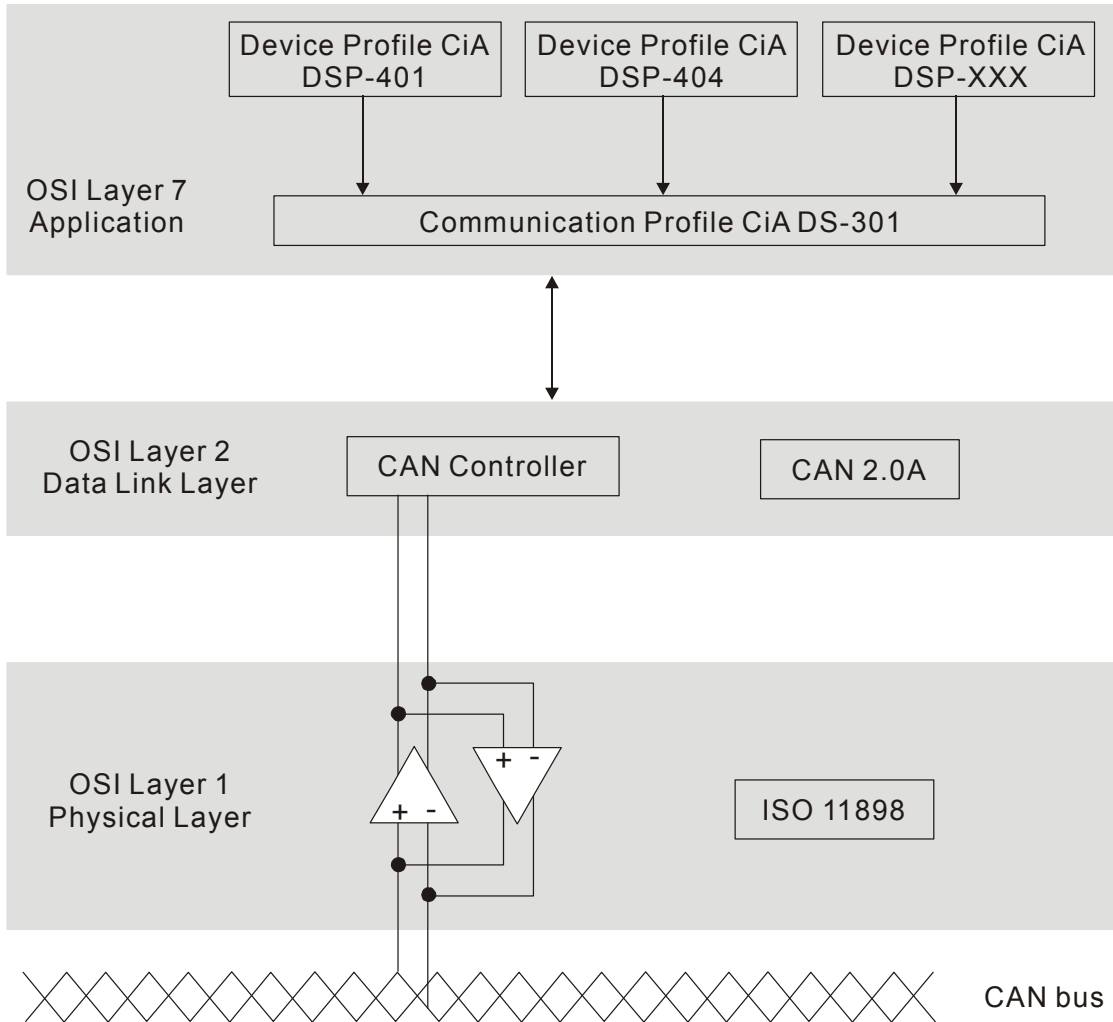 Device Profile CiA
DSP-401
Device Profile CiA
DSP-404
Device Profile CiA
DSP-XXX
OSI Layer 7
Application
Communication Profile CiA DS-301
OSI Layer 2
Data Link Layer
CAN Controller
CAN 2.0A
OSI Layer 1
Physical Layer
+ -
+ -
ISO 11898
CAN bus